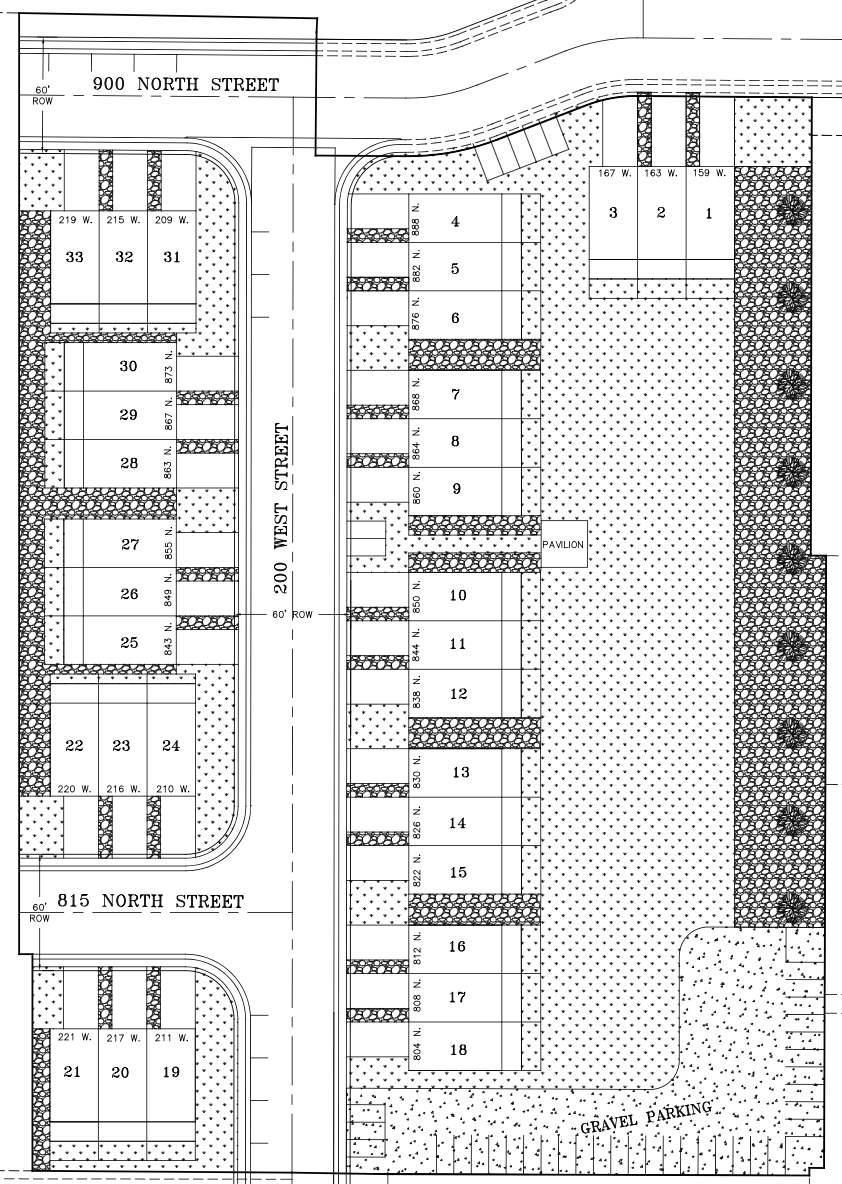 900 NORTH STREET
60'
ROW
167 W. 163 W. 159 W.
3 2 1
219 W. 215 W. 209 W.
33 32 31
888 N. 4
882 N. 5
876 N. 6
30 873 N.
29 867 N.
28 863 N.
868 N. 7
864 N. 8
860 N. 9
200 WEST STREET
PAVILION
27 855 N.
26 849 N.
25 843 N.
60' ROW
850 N. 10
844 N. 11
838 N. 12
22 23 24
220 W. 216 W. 210 W.
830 N. 13
826 N. 14
822 N. 15
815 NORTH STREET
60'
ROW
812 N. 16
808 N. 17
804 N. 18
221 W. 217 W. 211 W.
21 20 19
GRAVEL PARKING